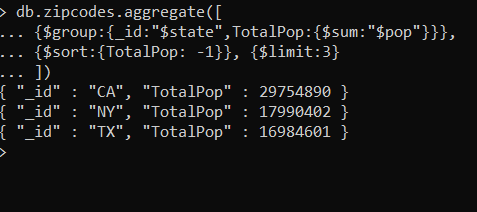 > db.zipcodes.aggregate([
... {$group:{_id:"$state",TotalPop:{$sum:"$pop"}}},
... {$sort:{TotalPop: -1}}, {$limit:3}
... ])
{ "_id" : "CA", "TotalPop" : 29754890 }
{ "_id" : "NY", "TotalPop" : 17990402 }
{ "_id" : "TX", "TotalPop" : 16984601 }
>